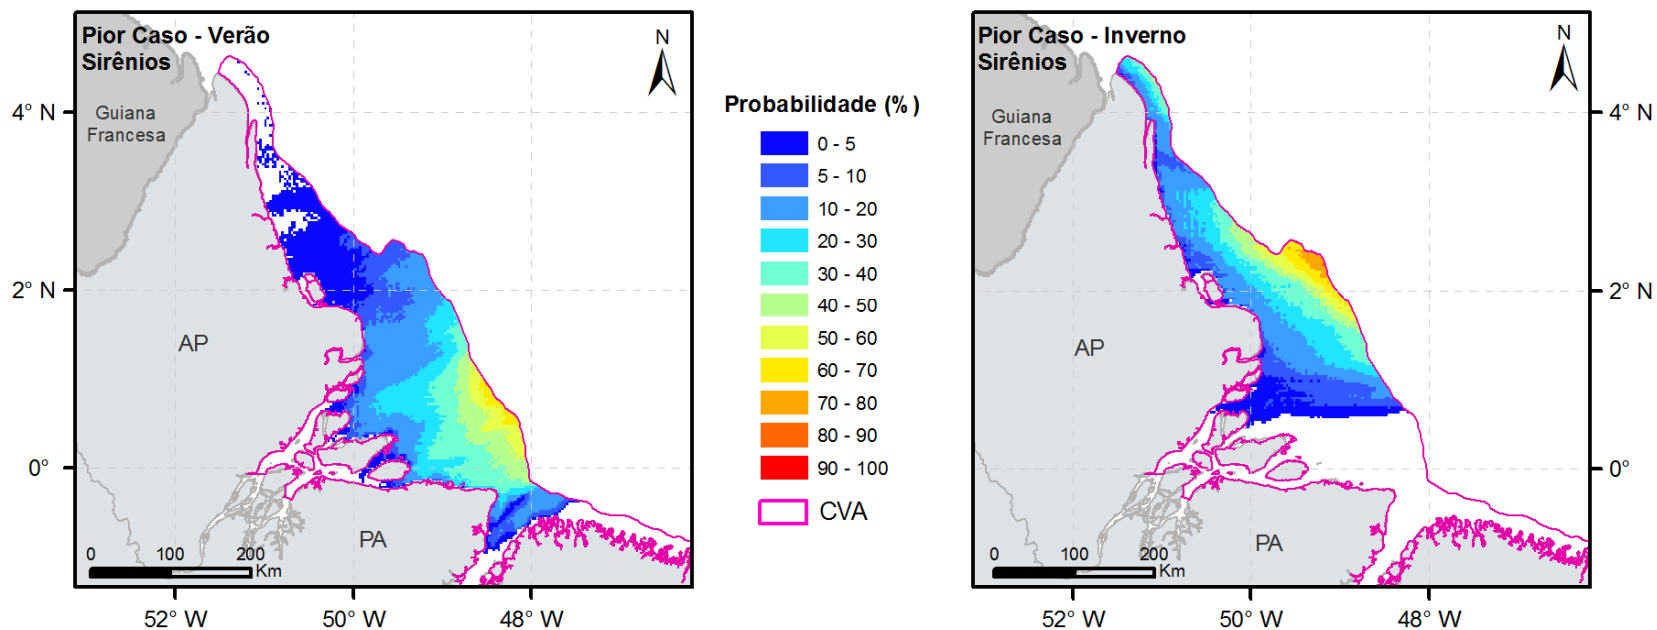 Pior Caso - Verão
Sirênios
N
Guiana
Francesa
4° N
2° N
0°
AP
PA
0 100 200
Km
52° W 50° W 48° W
Probabilidade (%)
0 - 5
5 - 10
10 - 20
20 - 30
30 - 40
40 - 50
50 - 60
60 - 70
70 - 80
80 - 90
90 - 100
CVA
Pior Caso - Inverno
Sirênios
N
Guiana
Francesa
4° N
2° N
0°
AP
PA
0 100 200
Km
52° W 50° W 48° W